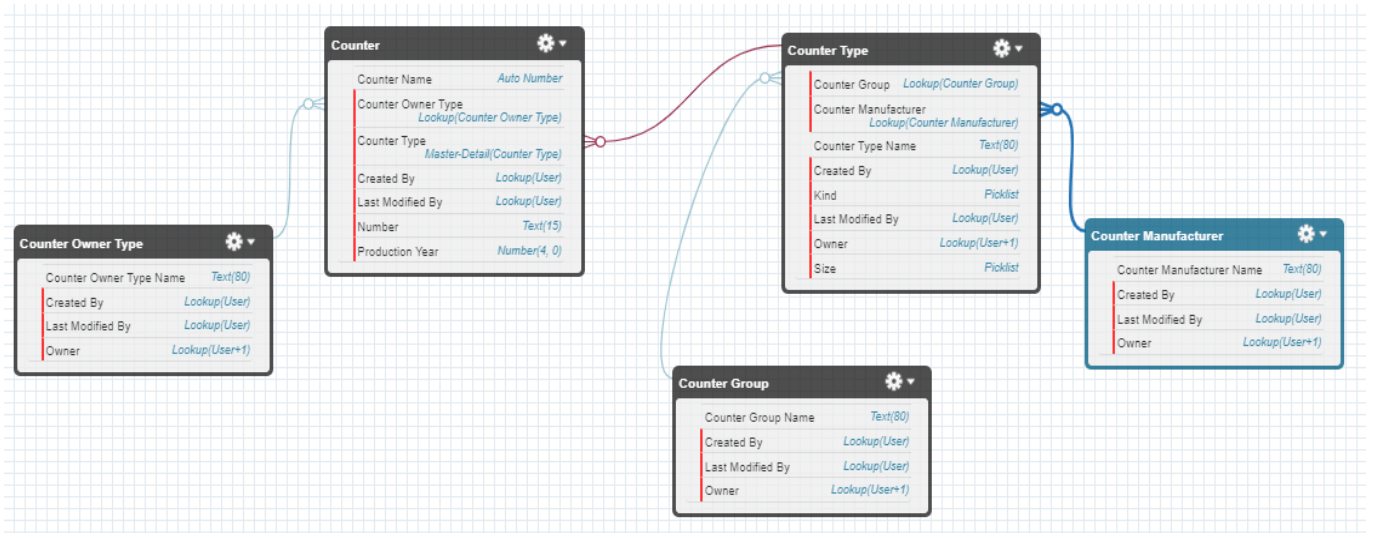 Counter
Counter Name Auto Number
Counter Owner Type
Lookup(Counter Owner Type)
Counter Type
Master-Detail(Counter Type)
Created By Lookup(User)
Last Modified By Lookup(User)
Number Text(15)
Production Year Number(4, 0)
Counter Type
Counter Group Lookup(Counter Group)
Counter Manufacturer
Lookup(Counter Manufacturer)
Counter Type Name Text(80)
Created By Lookup(User)
Kind Picklist
Last Modified By Lookup(User)
Owner Lookup(User+1)
Size Picklist
Counter Owner Type
Counter Owner Type Name Text(80)
Created By Lookup(User)
Last Modified By Lookup(User)
Owner Lookup(User+1)
Counter Manufacturer
Counter Manufacturer Name Text(80)
Created By Lookup(User)
Last Modified By Lookup(User)
Owner Lookup(User+1)
Counter Group
Counter Group Name Text(80)
Created By Lookup(User)
Last Modified By Lookup(User)
Owner Lookup(User+1)